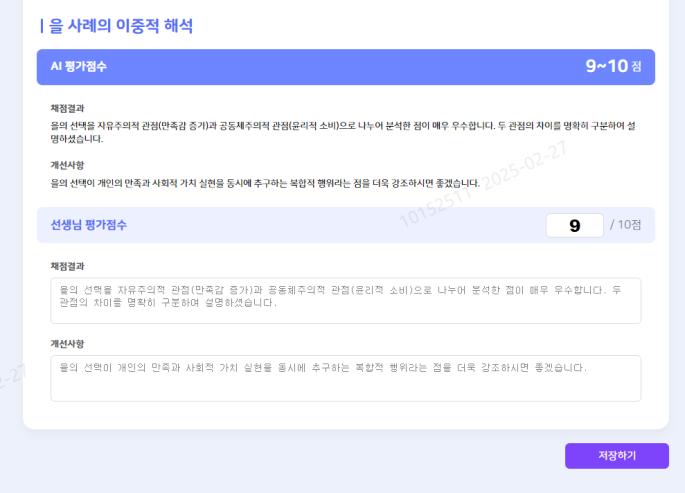 을 사례의 이중적 해석
AI 평가점수 9~10 점
채점결과
을의 선택을 자유주의적 관점(만족감 증가)과 공동체주의적 관점(윤리적 소비)으로 나누어 분석한 점이 매우 우수합니다. 두 관점의 차이를 명확히 구분하여 설
명하셨습니다.
개선사항
을의 선택이 개인의 만족과 사회적 가치 실현을 동시에 추구하는 복합적 행위라는 점을 더욱 강조하시면 좋겠습니다.
10152511 2025-02-27
선생님 평가점수 9 / 10점
채점결과
을의 선택을 자유주의적 관점(만족감 증가)과 공동체주의적 관점(윤리적 소비)으로 나누어 분석한 점이 매우 우수합니다. 두
관점의 차이를 명확히 구분하여 설명하셨습니다.
개선사항
을의 선택이 개인의 만족과 사회적 가치 실현을 동시에 추구하는 복합적 행위라는 점을 더욱 강조하시면 좋겠습니다.
2-27
저장하기